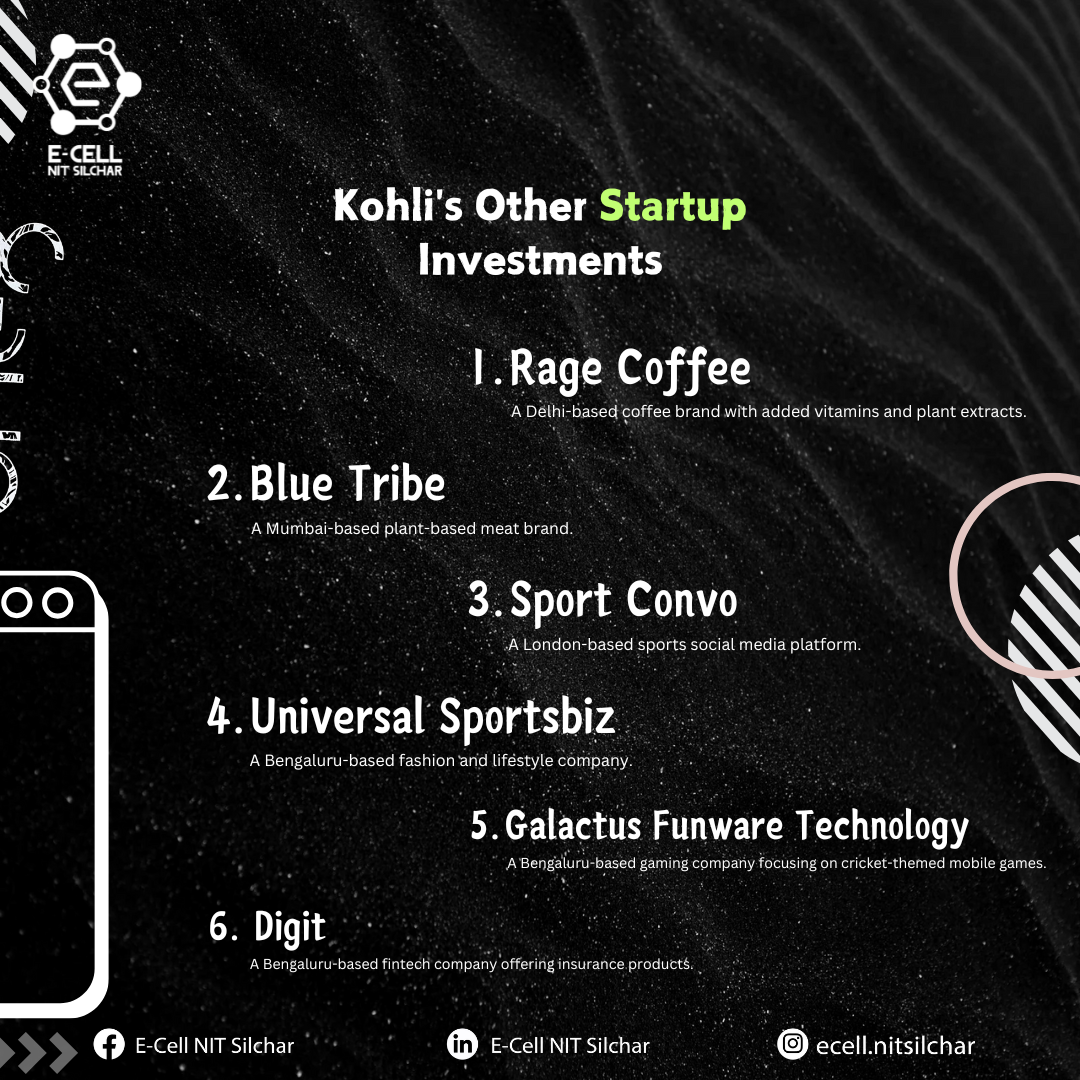 E-CELL
NIT SILCHAR
Kohli's Other Startup
Investments
1. Rage Coffee
A Delhi-based coffee brand with added vitamins and plant extracts.
2. Blue Tribe
A Mumbai-based plant-based meat brand.
3. Sport Convo
A London-based sports social media platform.
4. Universal Sportsbiz
A Bengaluru-based fashion and lifestyle company.
5. Galactus Funware Technology
A Bengaluru-based gaming company focusing on cricket-themed mobile games.
6. Digit
A Bengaluru-based fintech company offering insurance products.
E-Cell NIT Silchar
E-Cell NIT Silchar
ecell.nitsilchar